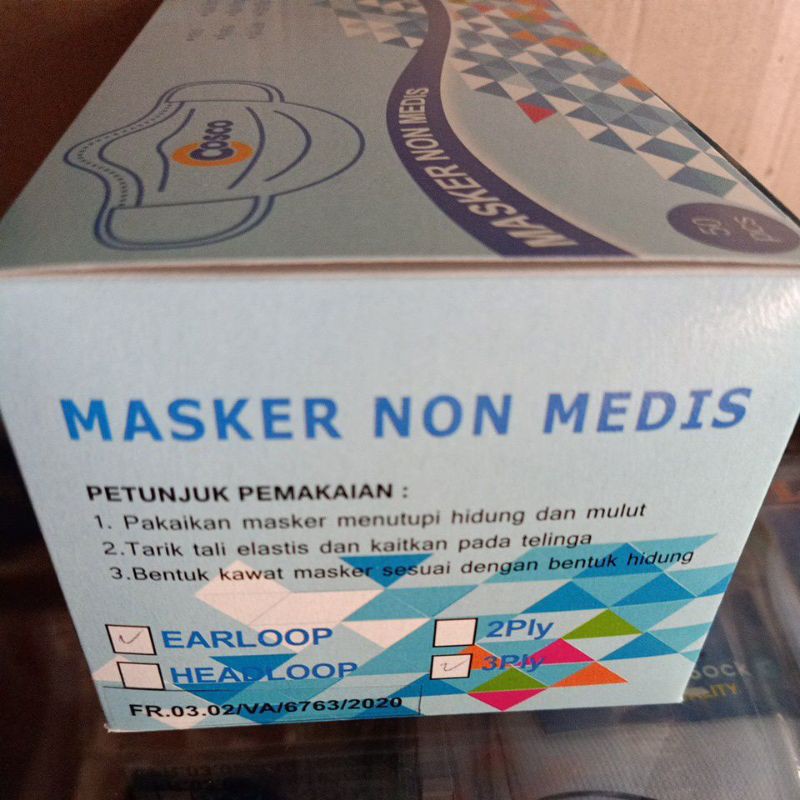 Cosco
MASKER NON MEDIS
50
pcs
MASKER NON MEDIS
PETUNJUK PEMAKAIAN :
1. Pakaikan masker menutupi hidung dan mulut
2.Tarik tali elastis dan kaitkan pada telinga
3.Bentuk kawat masker sesuai dengan bentuk hidung
EARLOOP
2Ply
HEADLOOP
3Ply
FR.03.02/VA/6763/2020
SOCK